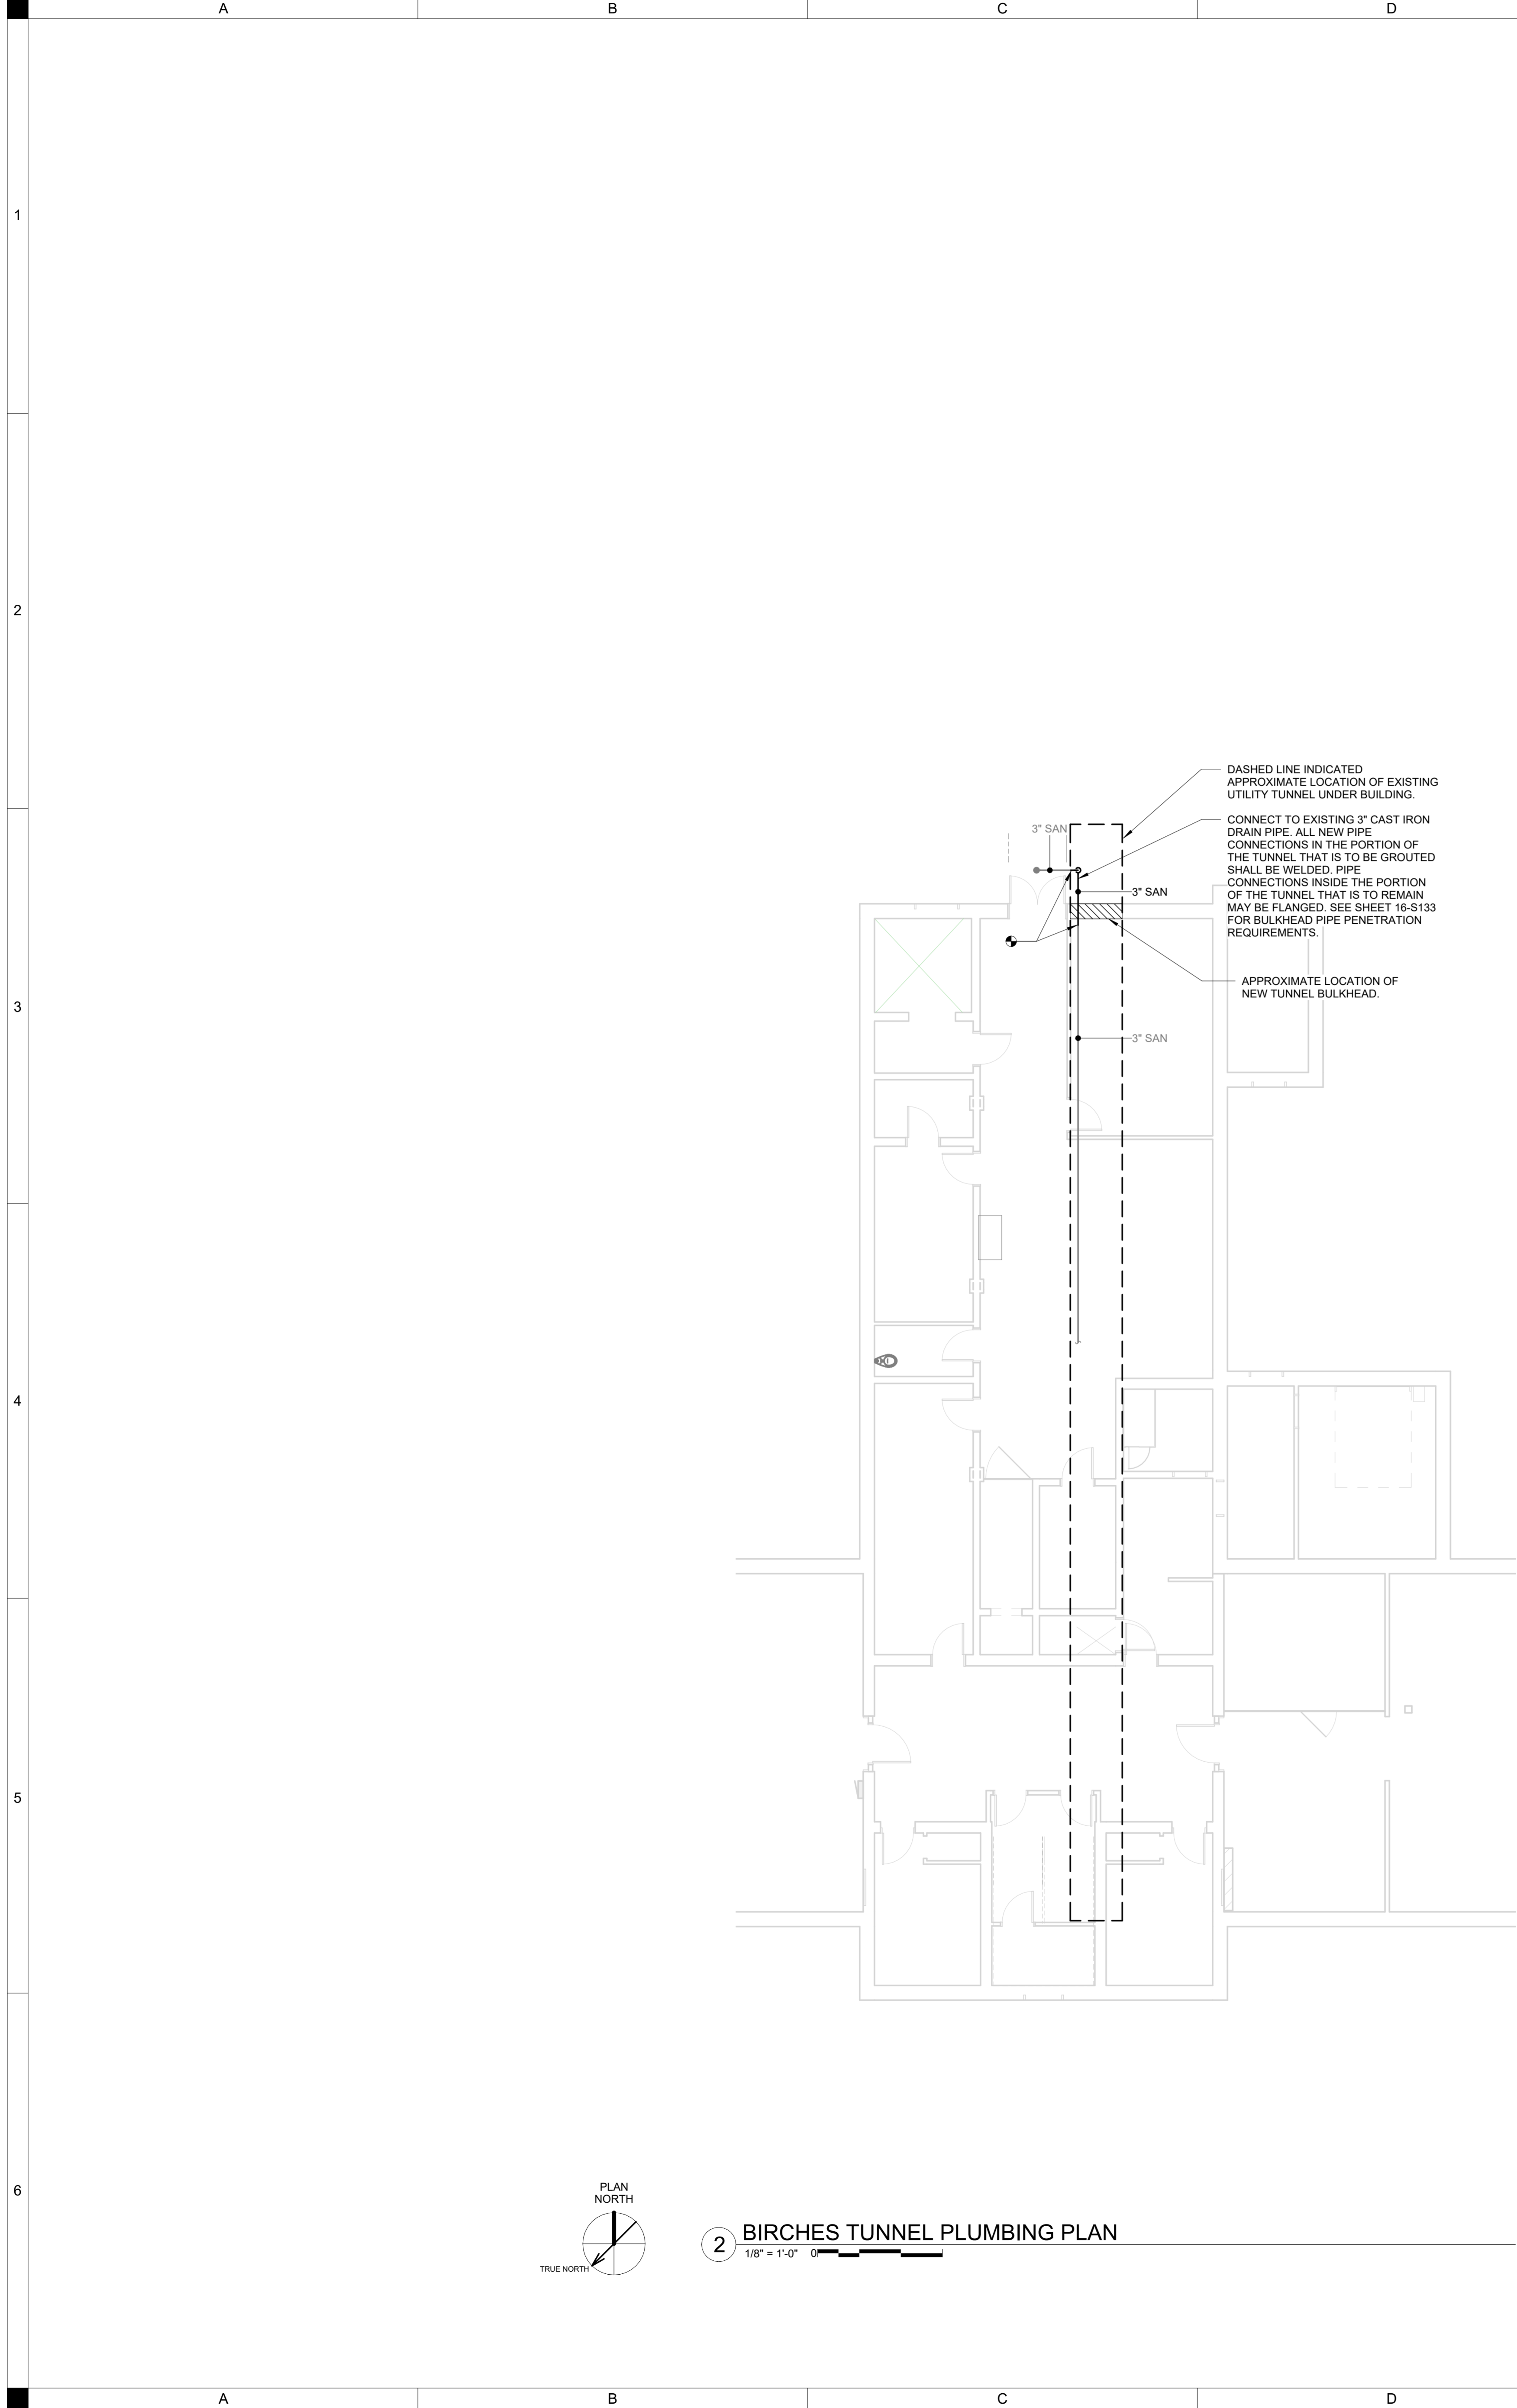 A B C D
1
2
DASHED LINE INDICATED
APPROXIMATE LOCATION OF EXISTING
UTILITY TUNNEL UNDER BUILDING.
CONNECT TO EXISTING 3" CAST IRON
DRAIN PIPE. ALL NEW PIPE
CONNECTIONS IN THE PORTION OF
THE TUNNEL THAT IS TO BE GROUTED
SHALL BE WELDED. PIPE
CONNECTIONS INSIDE THE PORTION
OF THE TUNNEL THAT IS TO REMAIN
MAY BE FLANGED. SEE SHEET 16-S133
FOR BULKHEAD PIPE PENETRATION
REQUIREMENTS.
3" SAN
3" SAN
APPROXIMATE LOCATION OF
NEW TUNNEL BULKHEAD.
3
3" SAN
4
5
6
PLAN
NORTH
TRUE NORTH
2 BIRCHES TUNNEL PLUMBING PLAN
1/8" = 1'-0" 0
A B C D